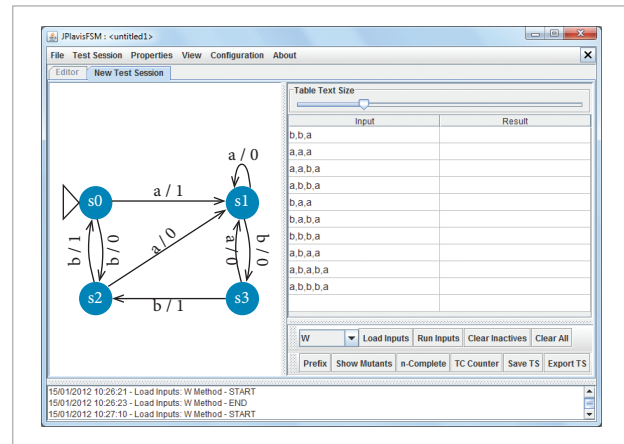 JPlavisFSM : <untitled1>
File Test Session Properties View Configuration About
Editor New Test Session
Table Text Size
Input Result
b,b,a
a,a,a
a,a,b,a
a,b,b,a
b,a,a
b,a,b,a
b,b,b,a
a,b,a,a
a,b,a,b,a
a,b,b,b,a
a / 0
s0
a / 1
s1
b / 1
b / 0
a / 0
a / 0
b / 0
s2
b / 1
s3
W Load Inputs Run Inputs Clear Inactives Clear All
Prefix Show Mutants n-Complete TC Counter Save TS Export TS
15/01/2012 10:26:21 - Load Inputs: W Method - START
15/01/2012 10:26:23 - Load Inputs: W Method - END
15/01/2012 10:27:10 - Load Inputs: W Method - START